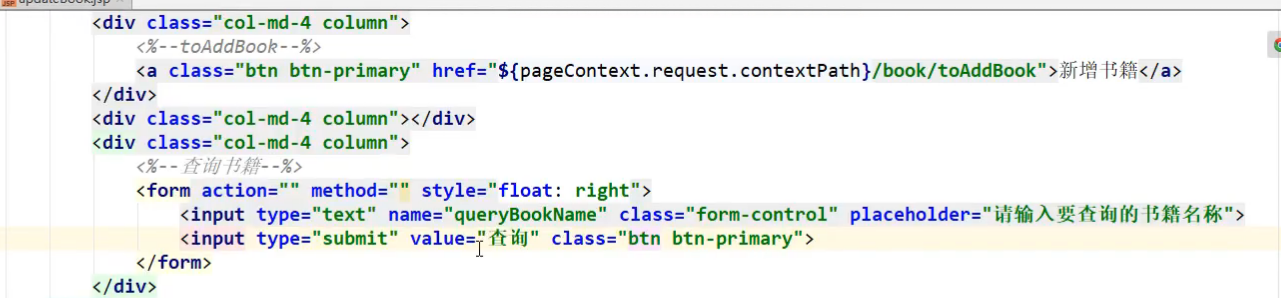 updateBook.jsp
<div class="col-md-4 column">
<%--toAddBook--%>
<a class="btn btn-primary" href="${pageContext.request.contextPath}/book/toAddBook">新增书籍</a>
</div>
<div class="col-md-4 column"></div>
<div class="col-md-4 column">
<%--查询书籍--%>
<form action="" method="" style="float: right">
<input type="text" name="queryBookName" class="form-control" placeholder="请输入要查询的书籍名称">
<input type="submit" value="查询" class="btn btn-primary">
</form>
</div>